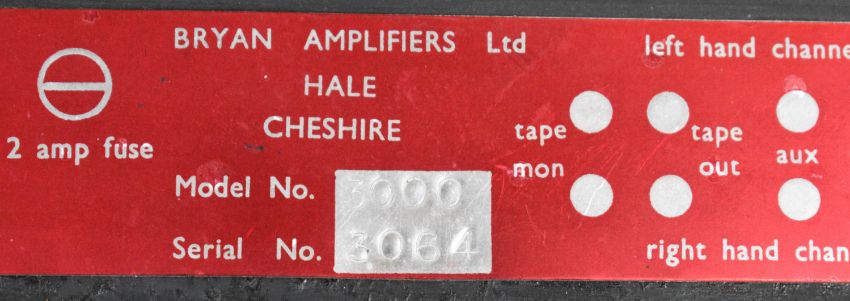 BRYAN AMPLIFIERS Ltd
HALE
CHESHIRE
2 amp fuse
Model No. 3000
Serial No. 3064
left hand channe
tape mon
tape out
aux
right hand chan